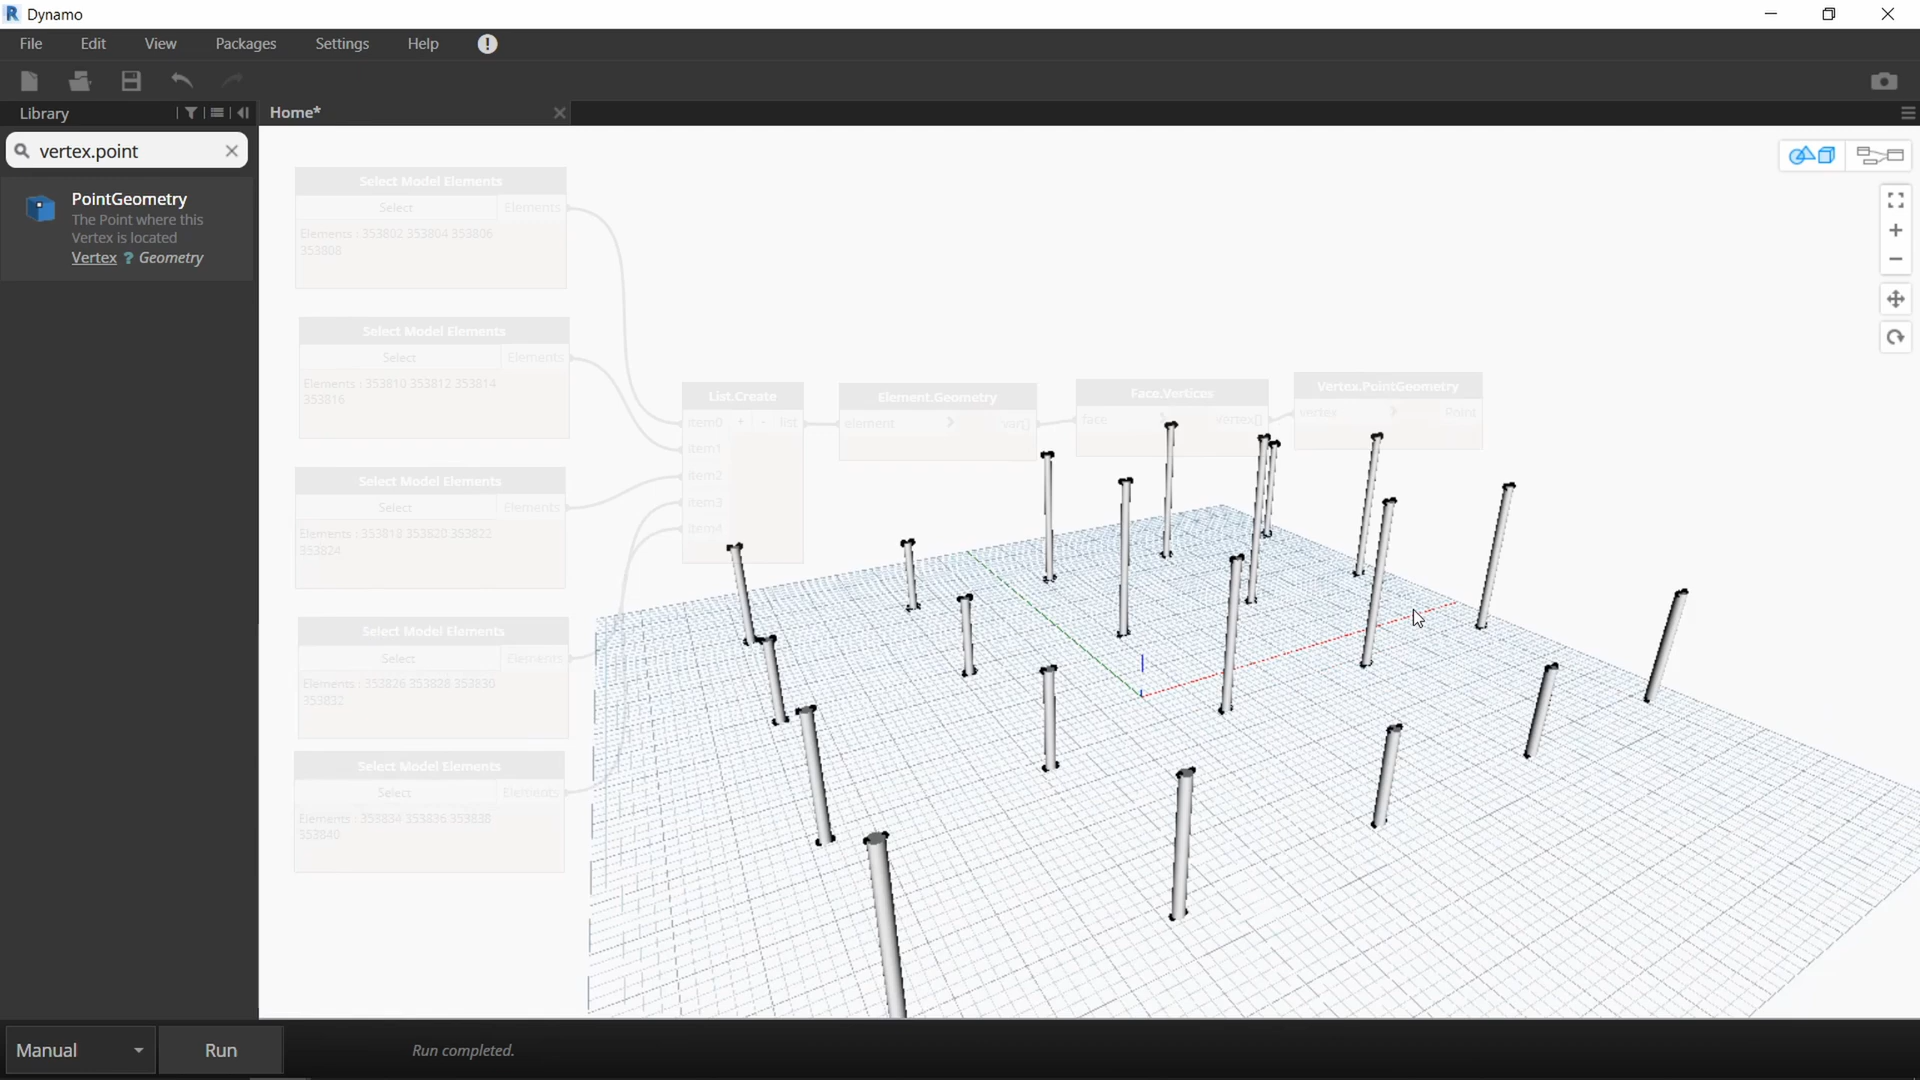 Dynamo
File Edit View Packages Settings Help
Library
Home*
vertex.point
PointGeometry
The Point where this
Vertex is located
Vertex ? Geometry
Select Model Elements
Select Elements
Elements : 353802 353804 353806
353808
Select Model Elements
Select Elements
Elements : 353810 353812 353814
353816
Select Model Elements
Select Elements
Elements : 353818 353820 353822
353824
Select Model Elements
Select Elements
Elements : 353826 353828 353830
353832
Select Model Elements
Select Elements
Elements : 353834 353836 353838
353840
List.Create
item0 + - list
item1
item2
item3
item4
Element.Geometry
element > var[]
Face.Vertices
face > Vertex[]
Vertex.PointGeometry
vertex > Point
Manual Run Run completed.